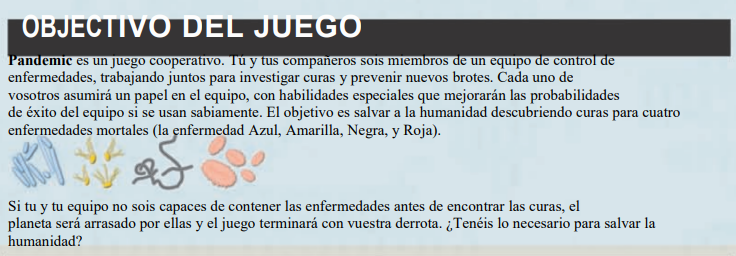 OBJECTIVO DEL JUEGO
Pandemic es un juego cooperativo. Tú y tus compañeros sois miembros de un equipo de control de
enfermedades, trabajando juntos para investigar curas y prevenir nuevos brotes. Cada uno de
vosotros asumirá un papel en el equipo, con habilidades especiales que mejorarán las probabilidades
de éxito del equipo si se usan sabiamente. El objetivo es salvar a la humanidad descubriendo curas para cuatro
enfermedades mortales (la enfermedad Azul, Amarilla, Negra, y Roja).
Si tu y tu equipo no sois capaces de contener las enfermedades antes de encontrar las curas, el
planeta será arrasado por ellas y el juego terminará con vuestra derrota. ¿Tenéis lo necesario para salvar la
humanidad?